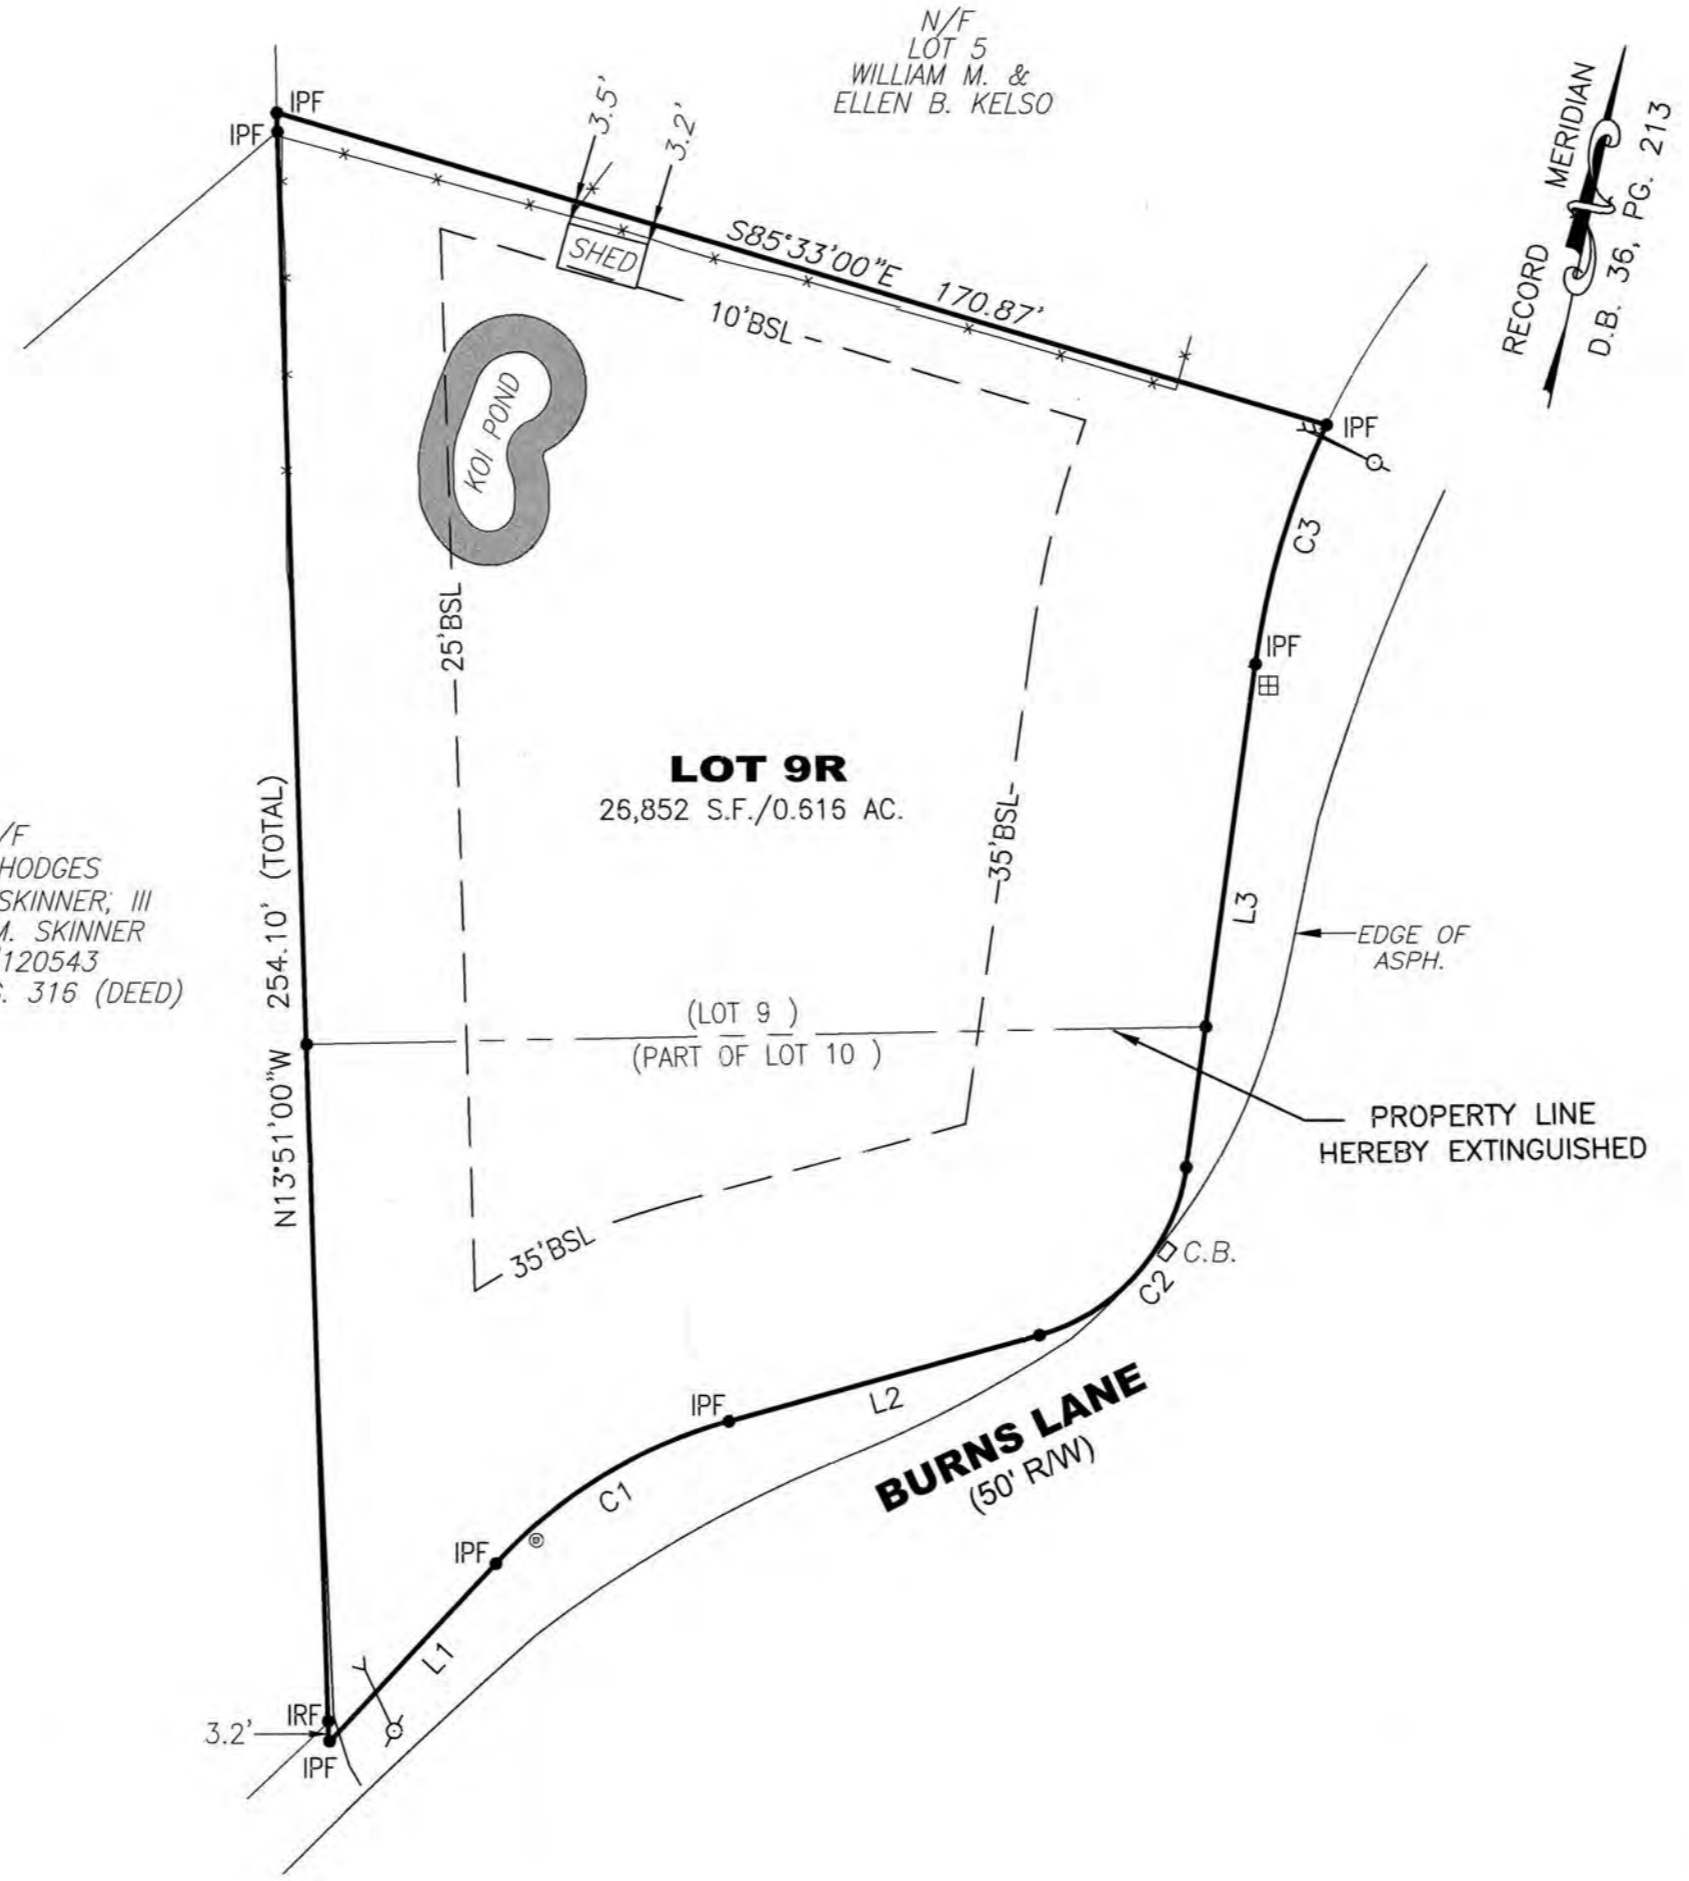 N/F
LOT 5
WILLIAM M. &
ELLEN B. KELSO
RECORD MERIDIAN
D.B. 36, PG. 213
IPF
IPF
3.5'
3.2'
SHED
S85°33'00"E 170.87'
10'BSL
IPF
KOI POND
C3
25'BSL
IPF
LOT 9R
26,852 S.F./0.616 AC.
35'BSL
L3
/F
HODGES
SKINNER, III
M. SKINNER
120543
. 316 (DEED)
N13°51'00"W 254.10' (TOTAL)
EDGE OF
ASPH.
(LOT 9 )
(PART OF LOT 10 )
PROPERTY LINE
HEREBY EXTINGUISHED
35'BSL
C.B.
C2
IPF
L2
BURNS LANE
(50' R/W)
C1
IPF
L1
IRF
3.2'
IPF